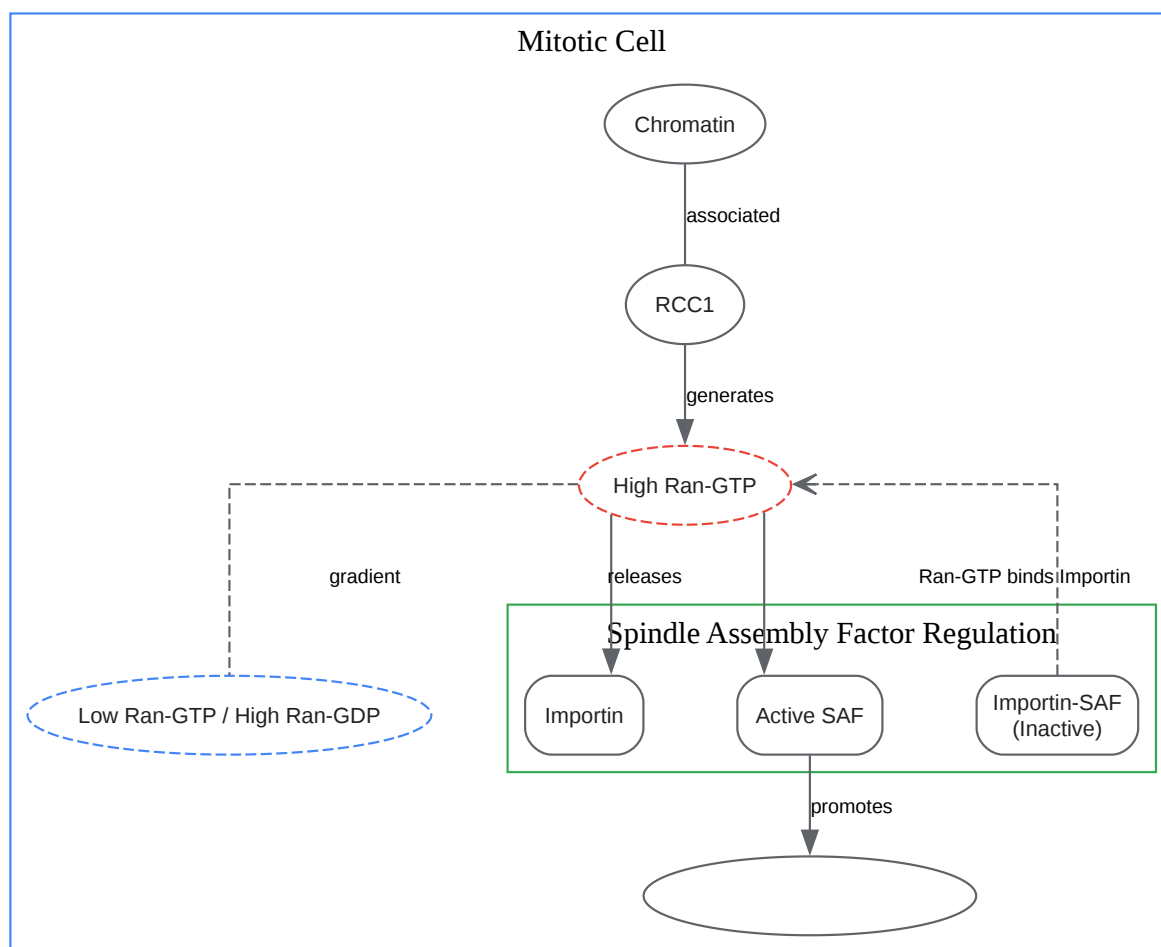 Mitotic Cell
Chromatin
associated
RCC1
generates
High Ran-GTP
gradient
releases
Ran-GTP binds Importin
Spindle Assembly Factor Regulation
Low Ran-GTP / High Ran-GDP
Importin
Active SAF
Importin-SAF
(Inactive)
promotes